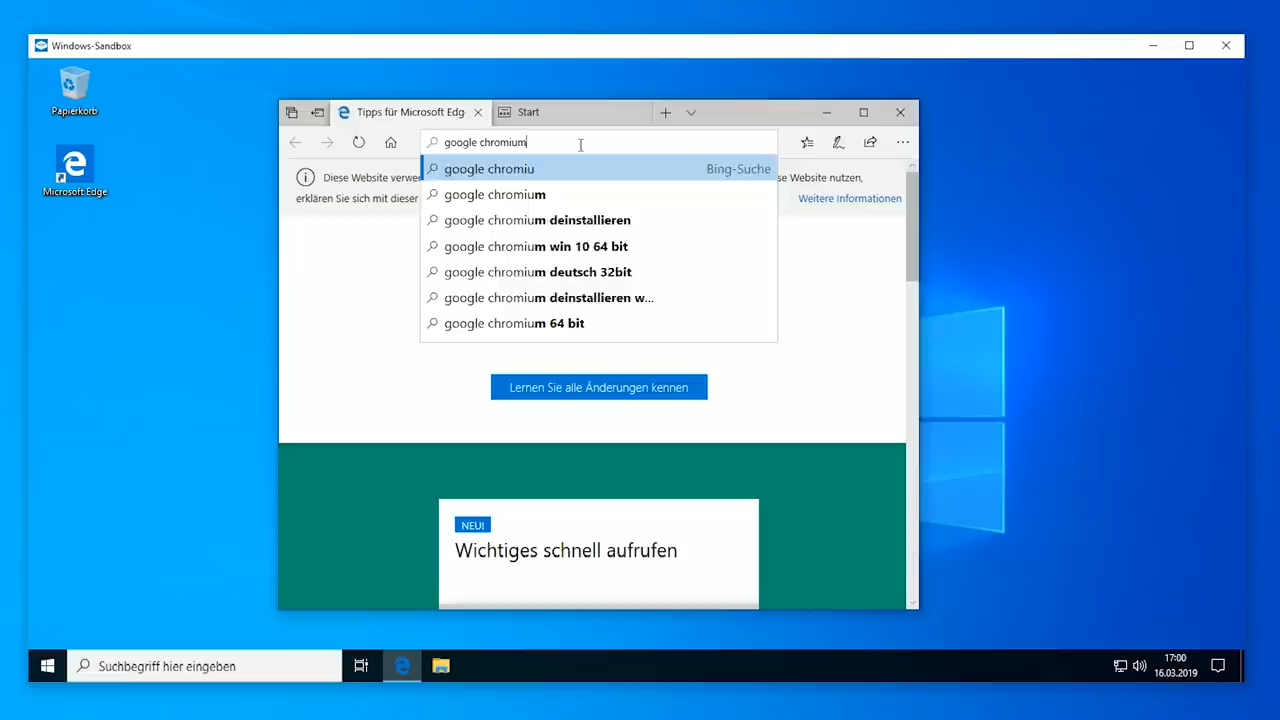 Windows-Sandbox
Papierkorb
Microsoft Edge
Tipps für Microsoft Edg
Start
google chromium
google chromiu
Bing-Suche
google chromium
google chromium deinstallieren
google chromium win 10 64 bit
google chromium deutsch 32bit
google chromium deinstallieren w...
google chromium 64 bit
Diese Website verwe
se Website nutzen,
erklären Sie sich mit dieser
Weitere Informationen
Lernen Sie alle Änderungen kennen
NEU!
Wichtiges schnell aufrufen
Suchbegriff hier eingeben
17:00
16.03.2019